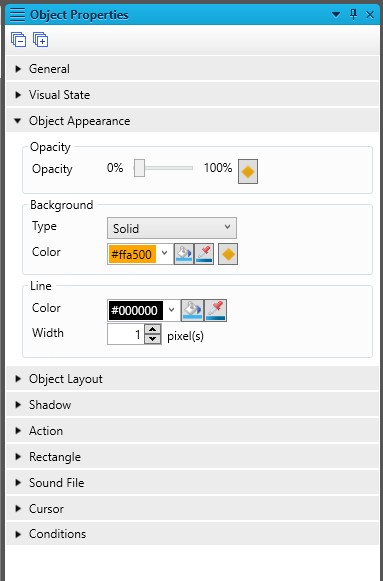 Object Properties
General
Visual State
Object Appearance
Opacity
Opacity 0% 100%
Background
Type Solid
Color #ffa500
Line
Color #000000
Width 1 pixel(s)
Object Layout
Shadow
Action
Rectangle
Sound File
Cursor
Conditions